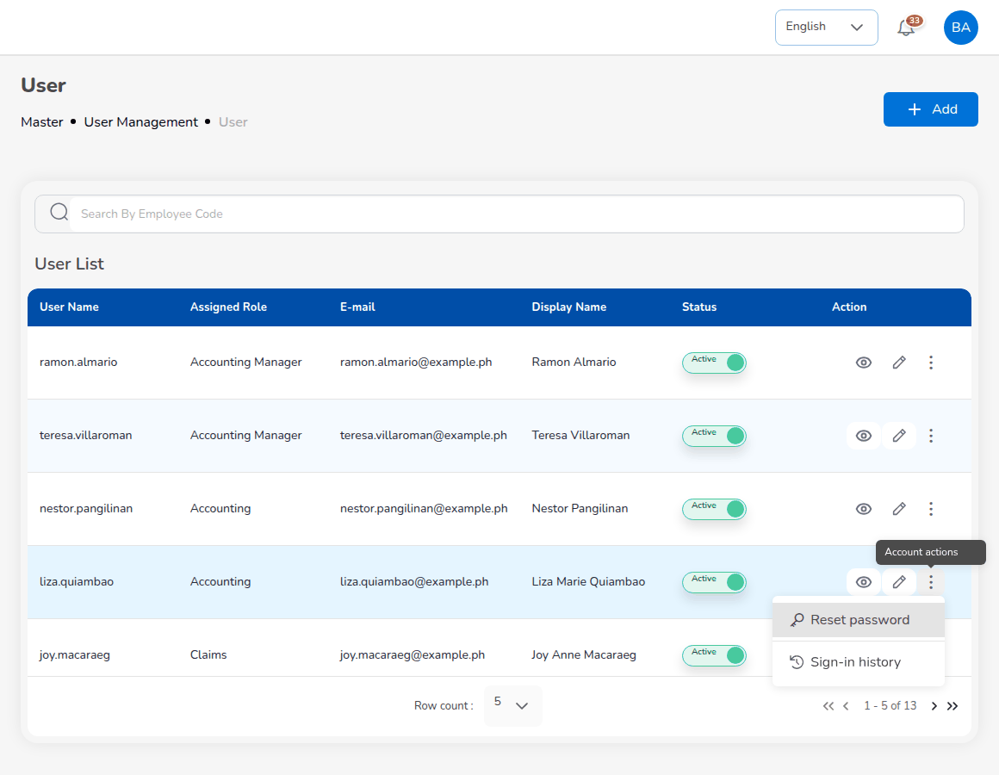 English
33
BA
User
Master • User Management • User
Add
Search By Employee Code
User List
User Name Assigned Role E-mail Display Name Status Action
ramon.almario Accounting Manager ramon.almario@example.ph Ramon Almario Active
teresa.villaroman Accounting Manager teresa.villaroman@example.ph Teresa Villaroman Active
nestor.pangilinan Accounting nestor.pangilinan@example.ph Nestor Pangilinan Active
Account actions
liza.quiambao Accounting liza.quiambao@example.ph Liza Marie Quiambao Active
Reset password
joy.macaraeg Claims joy.macaraeg@example.ph Joy Anne Macaraeg Active
Sign-in history
Row count : 5 1 - 5 of 13